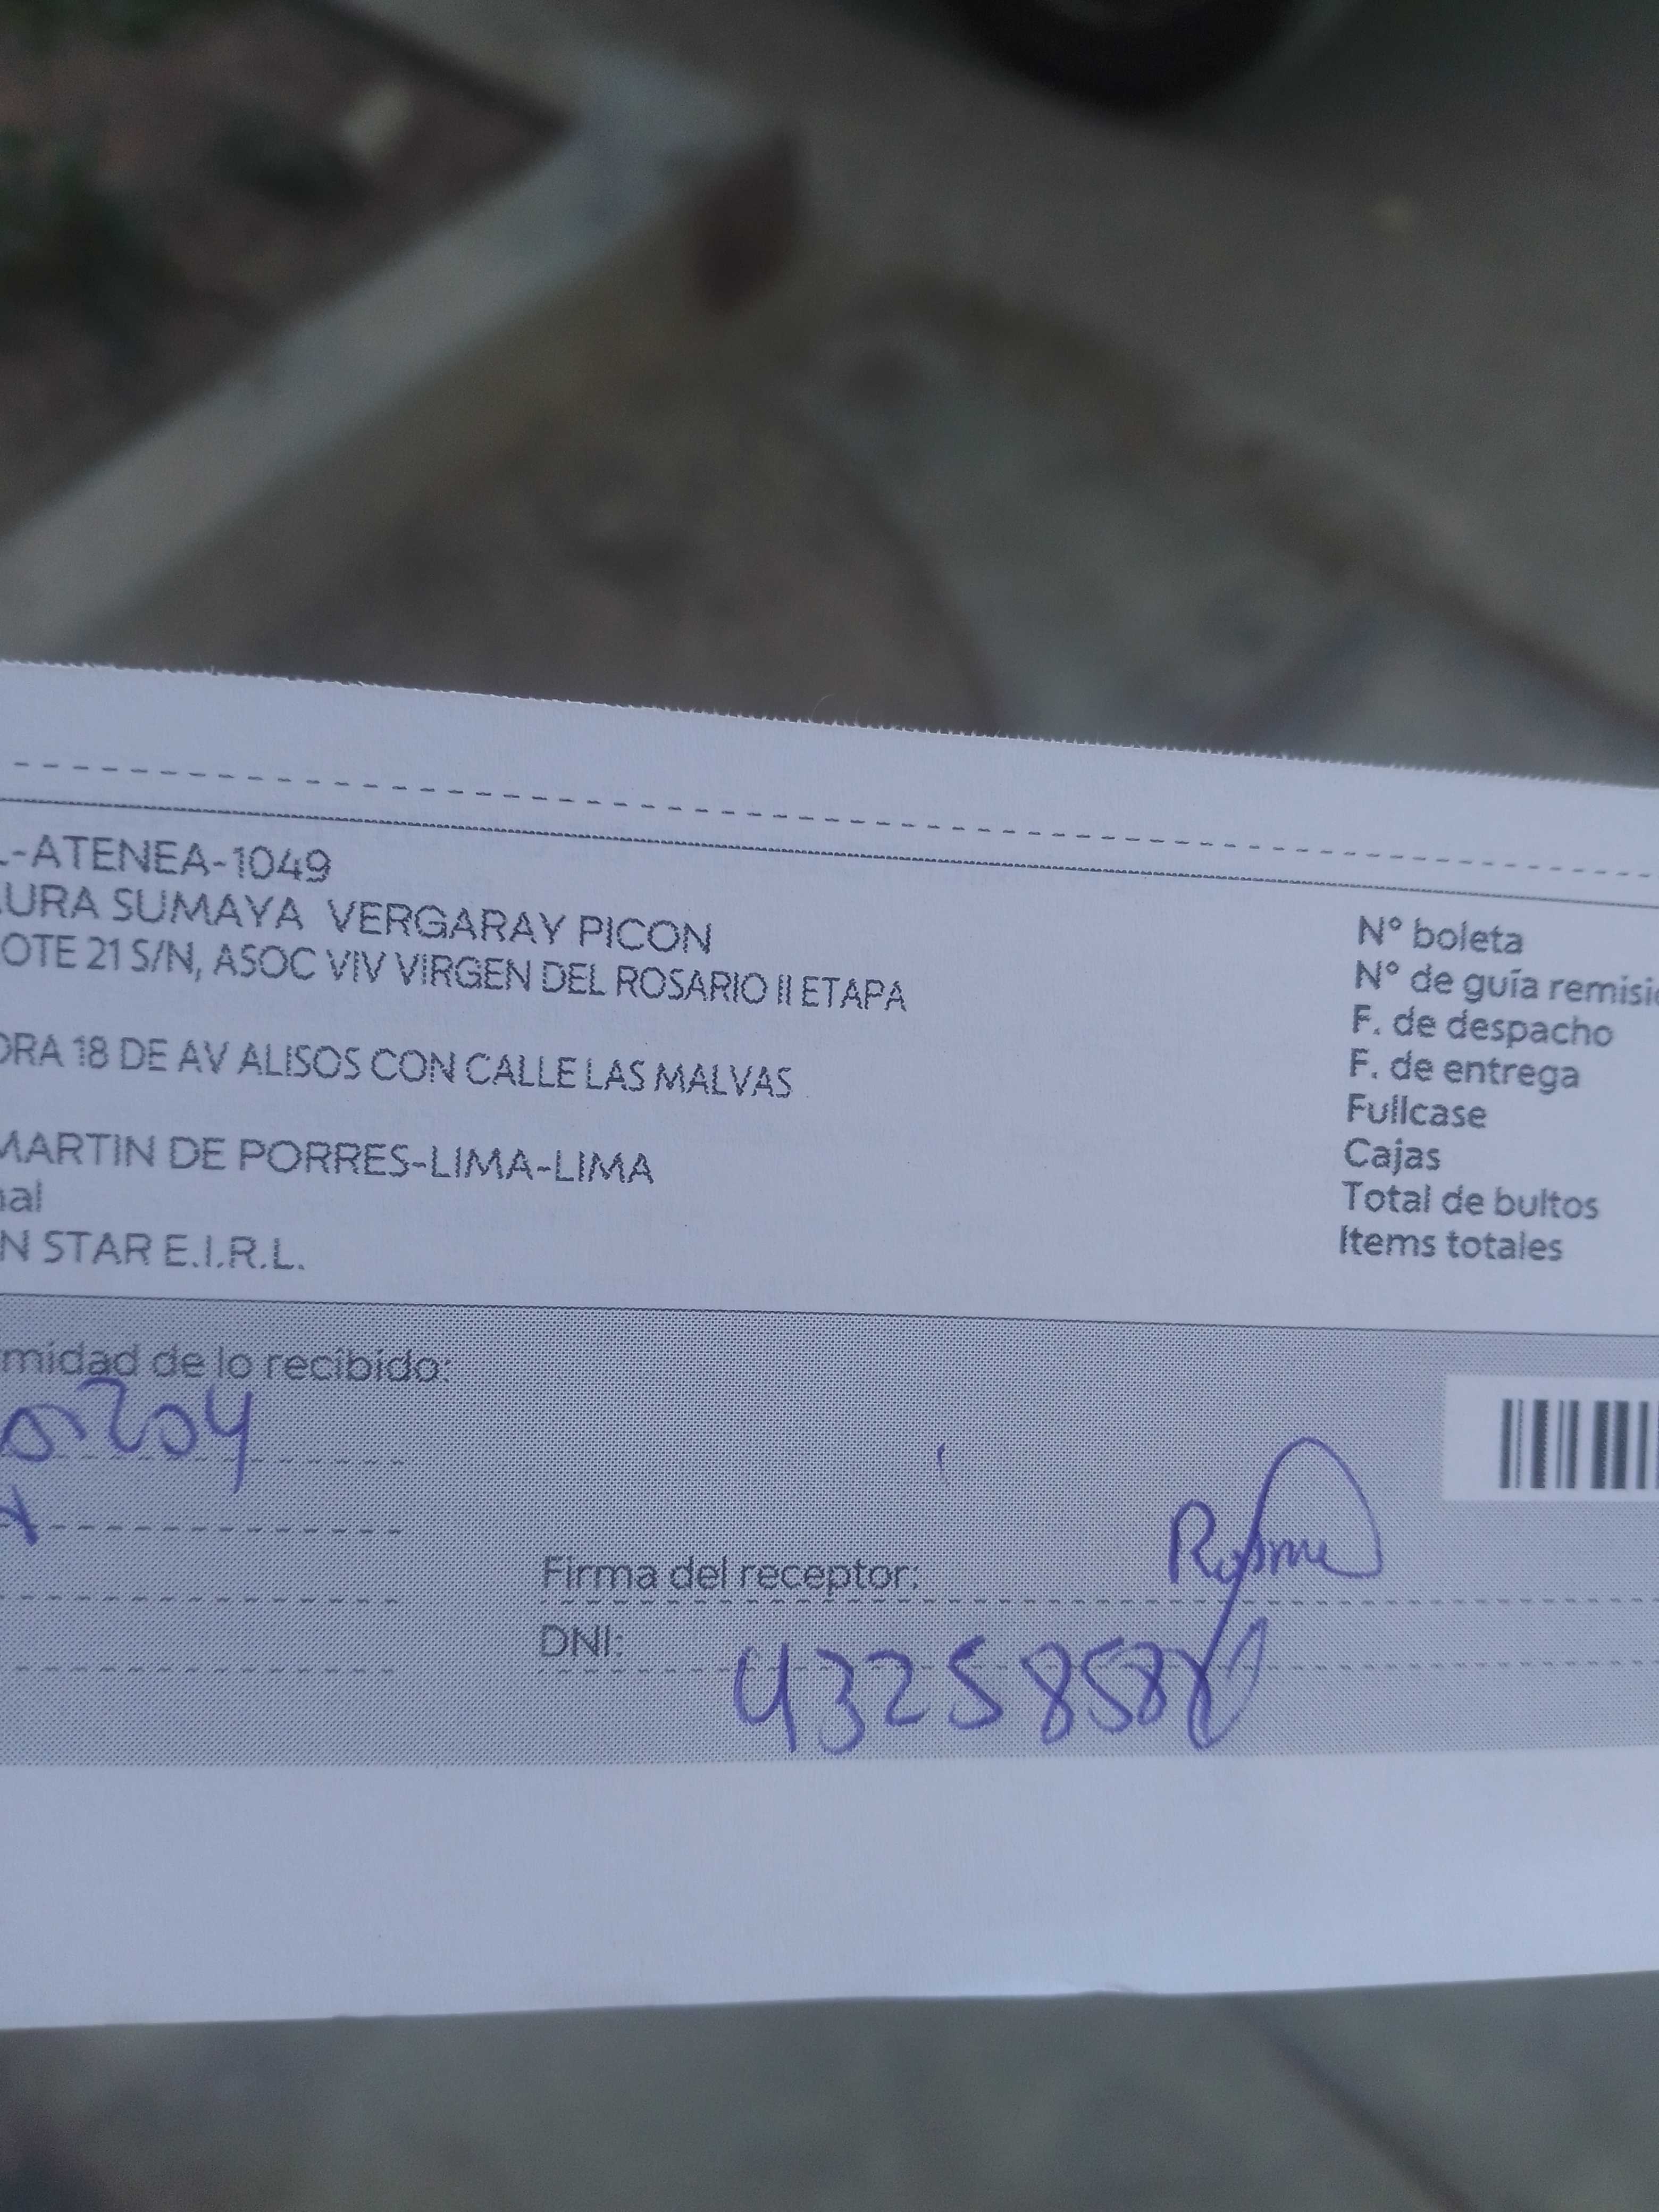 L-ATENEA-1049
URA SUMAYA VERGARAY PICON
OTE 21 S/N, ASOC VIV VIRGEN DEL ROSARIO II ETAPA
DRA 18 DE AV ALISOS CON CALLE LAS MALVAS
MARTIN DE PORRES-LIMA-LIMA
nal
N STAR E.I.R.L.
N° boleta
N° de guía remisi
F. de despacho
F. de entrega
Fullcase
Cajas
Total de bultos
Items totales
midad de lo recibido:
Firma del receptor:
DNI: 4325858